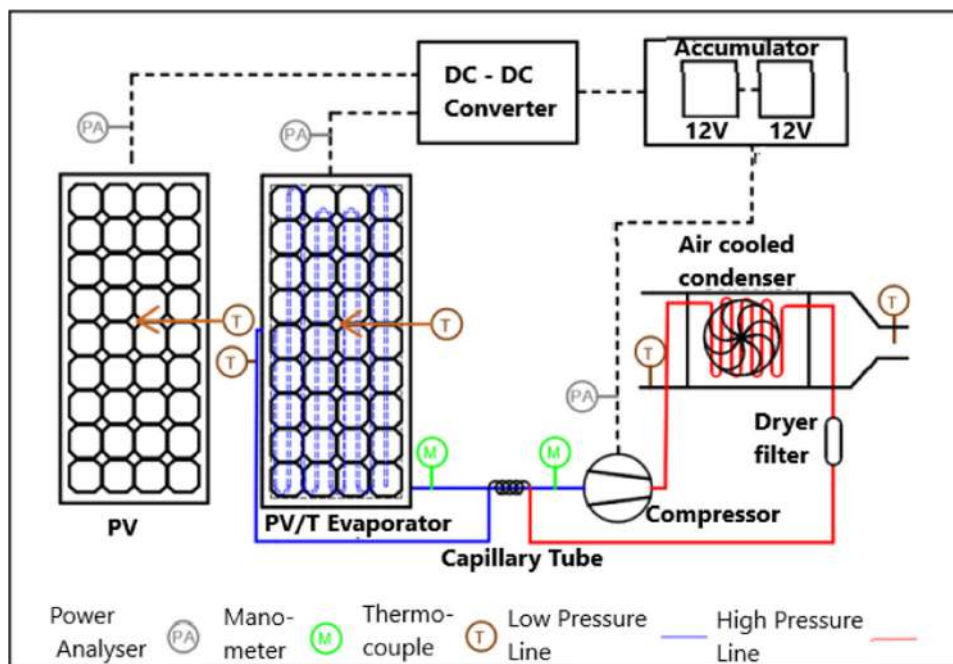 DC - DC
Converter
Accumulator
12V 12V
PA
PA
Air cooled
condenser
T
T
T
T
T
PA
M
M
Dryer
filter
PV
PV/T Evaporator
Compressor
Capillary Tube
Power
Analyser
PA
Mano-
meter
M
Thermo-
couple
T
Low Pressure
Line
High Pressure
Line